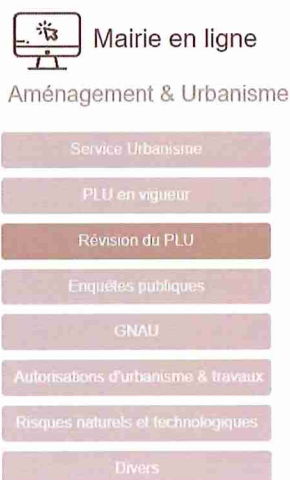 Mairie en ligne
Aménagement & Urbanisme
Service Urbanisme
PLU en vigueur
Révision du PLU
Enquêtes publiques
GNAU
Autorisations d'urbanisme & travaux
Risques naturels et technologiques
Divers